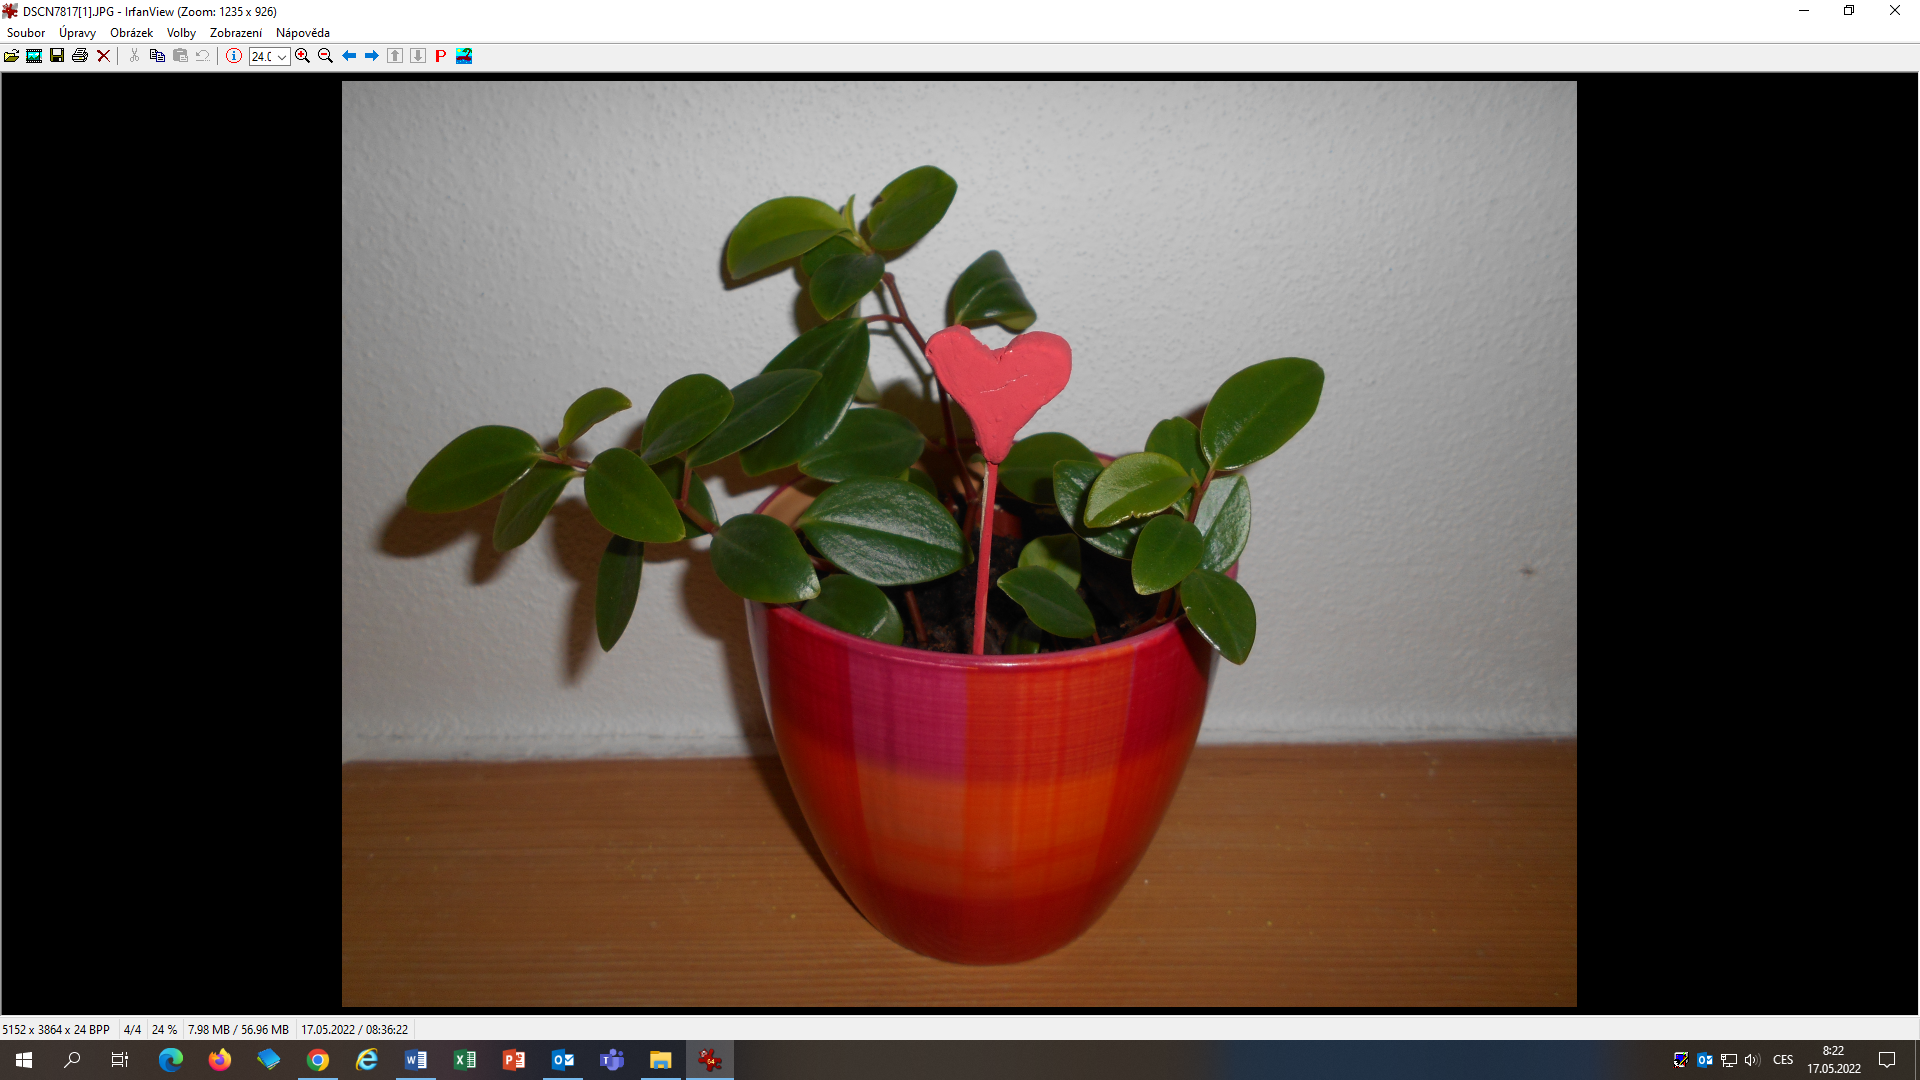 DSCN7817[1].JPG - IrfanView (Zoom: 1235 x 926)
Soubor Úpravy Obrázek Volby Zobrazení Nápověda
24.0
P
5152 x 3864 x 24 BPP 4/4 24 % 7.98 MB / 56.96 MB 17.05.2022 / 08:36:22
CES
8:22
17.05.2022